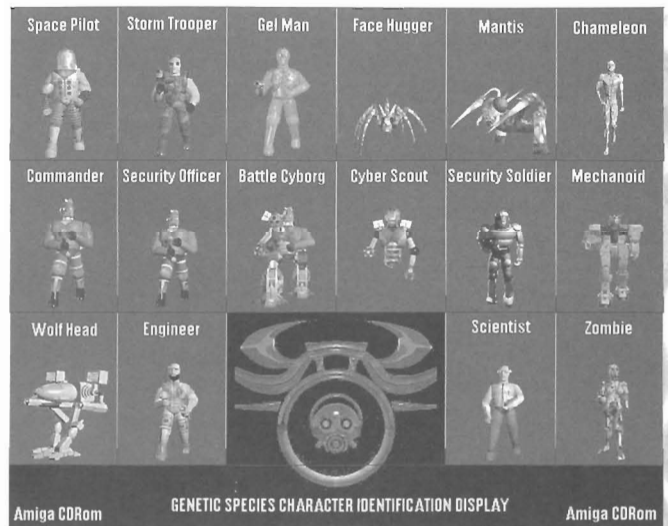 Space Pilot Storm Trooper Gel Man Face Hugger Mantis Chameleon
Commander Security Officer Battle Cyborg Cyber Scout Security Soldier Mechanoid
Wolf Head Engineer Scientist Zombie
Amiga CDRom GENETIC SPECIES CHARACTER IDENTIFICATION DISPLAY Amiga CDRom